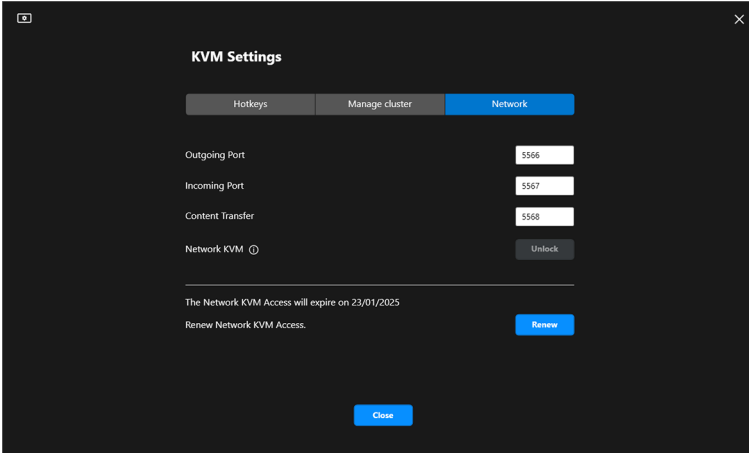 KVM Settings
Hotkeys Manage cluster Network
Outgoing Port 5566
Incoming Port 5567
Content Transfer 5568
Network KVM Unlock
The Network KVM Access will expire on 23/01/2025
Renew Network KVM Access. Renew
Close